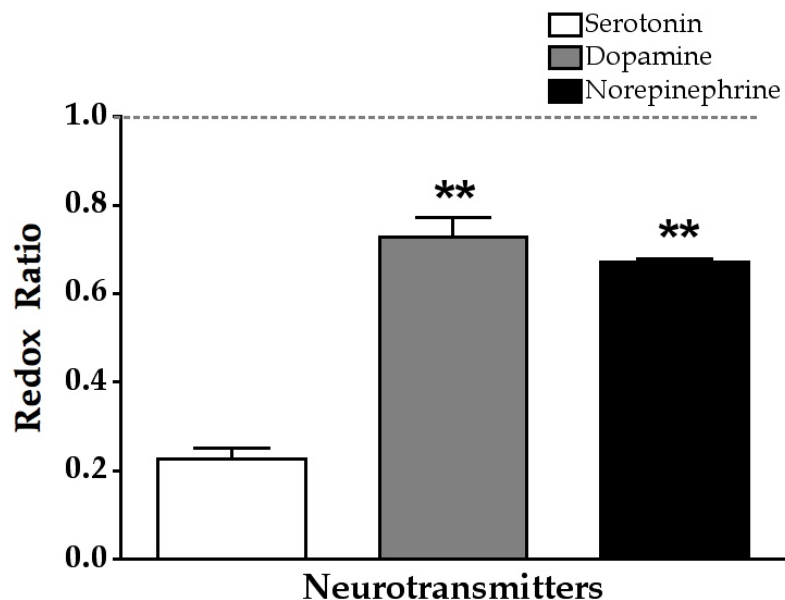 Serotonin
Dopamine
Norepinephrine
1.0
0.8
0.6
0.4
0.2
0.0
Redox Ratio
**
**
Neurotransmitters